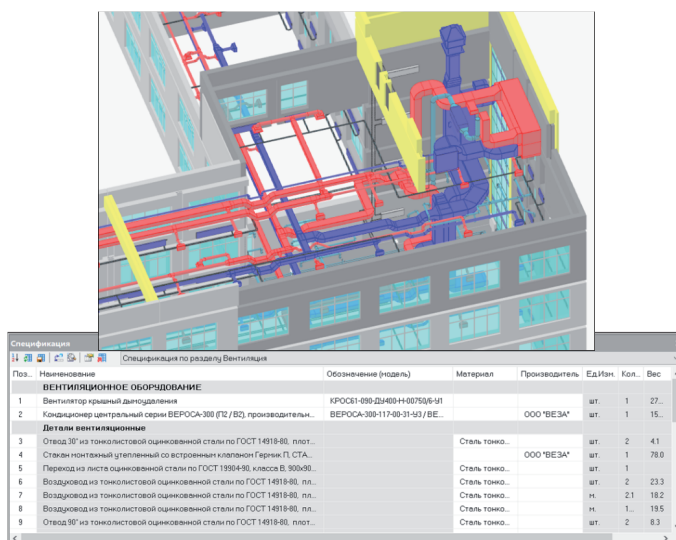 Спецификация
Спецификация по разделу Вентиляция
Поз... Наименование Обозначение (модель) Материал Производитель Ед.Изм. Кол... Вес
ВЕНТИЛЯЦИОННОЕ ОБОРУДОВАНИЕ
1 Вентилятор крышный дымоудаления КРОС61-090-ДУ400-Н-00750/6-У1 шт. 1 27...
2 Кондиционер центральный серии ВЕРОСА-300 (П2 / В2), производительн... ВЕРОСА-300-117-00-31-У3 / ВЕ... ООО "ВЕЗА" шт. 1 15...
Детали вентиляционные
3 Отвод 30° из тонколистовой оцинкованной стали по ГОСТ 14918-80, плот... Сталь тонко... шт. 2 4.1
4 Стакан монтажный утепленный со встроенным клапаном Гермик П, СТА... ООО "ВЕЗА" шт. 1 78.0
5 Переход из листа оцинкованной стали по ГОСТ 19904-90, класса В, 900х90... Сталь тонко... шт. 1
6 Воздуховод из тонколистовой оцинкованной стали по ГОСТ 14918-80, пл... Сталь тонко... шт. 2 23.3
7 Воздуховод из тонколистовой оцинкованной стали по ГОСТ 14918-80, пл... Сталь тонко... м. 2.1 18.2
8 Воздуховод из тонколистовой оцинкованной стали по ГОСТ 14918-80, пл... Сталь тонко... м. 1... 19.5
9 Отвод 90° из тонколистовой оцинкованной стали по ГОСТ 14918-80, плот... Сталь тонко... шт. 2 8.3